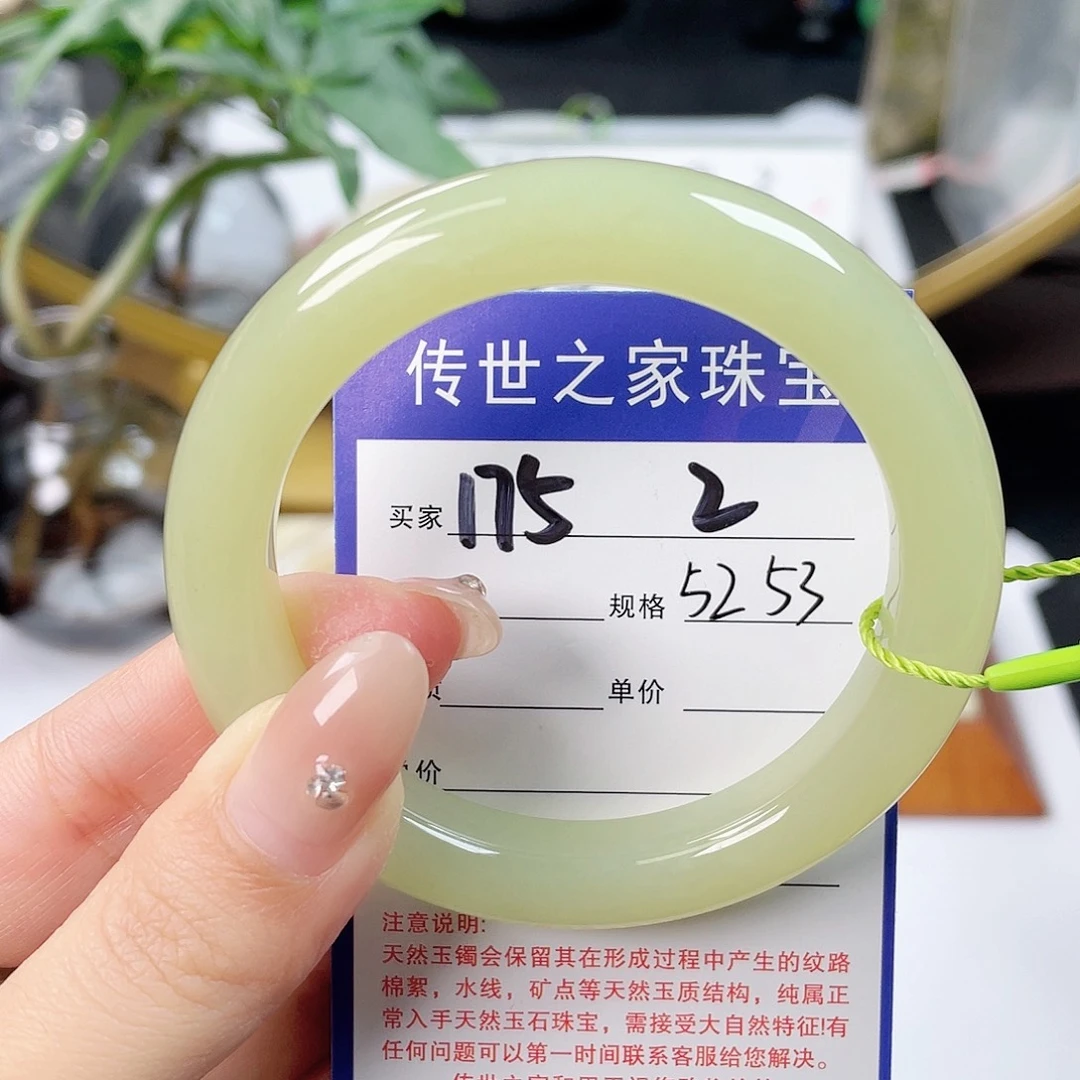 传世之家珠宝
买家 175 2
规格 52 53
单价
价
注意说明:
天然玉镯会保留其在形成过程中产生的纹路
棉絮，水线，矿点等天然玉质结构，纯属正
常入手天然玉石珠宝，需接受大自然特征!有
任何问题可以第一时间联系客服给您解决。